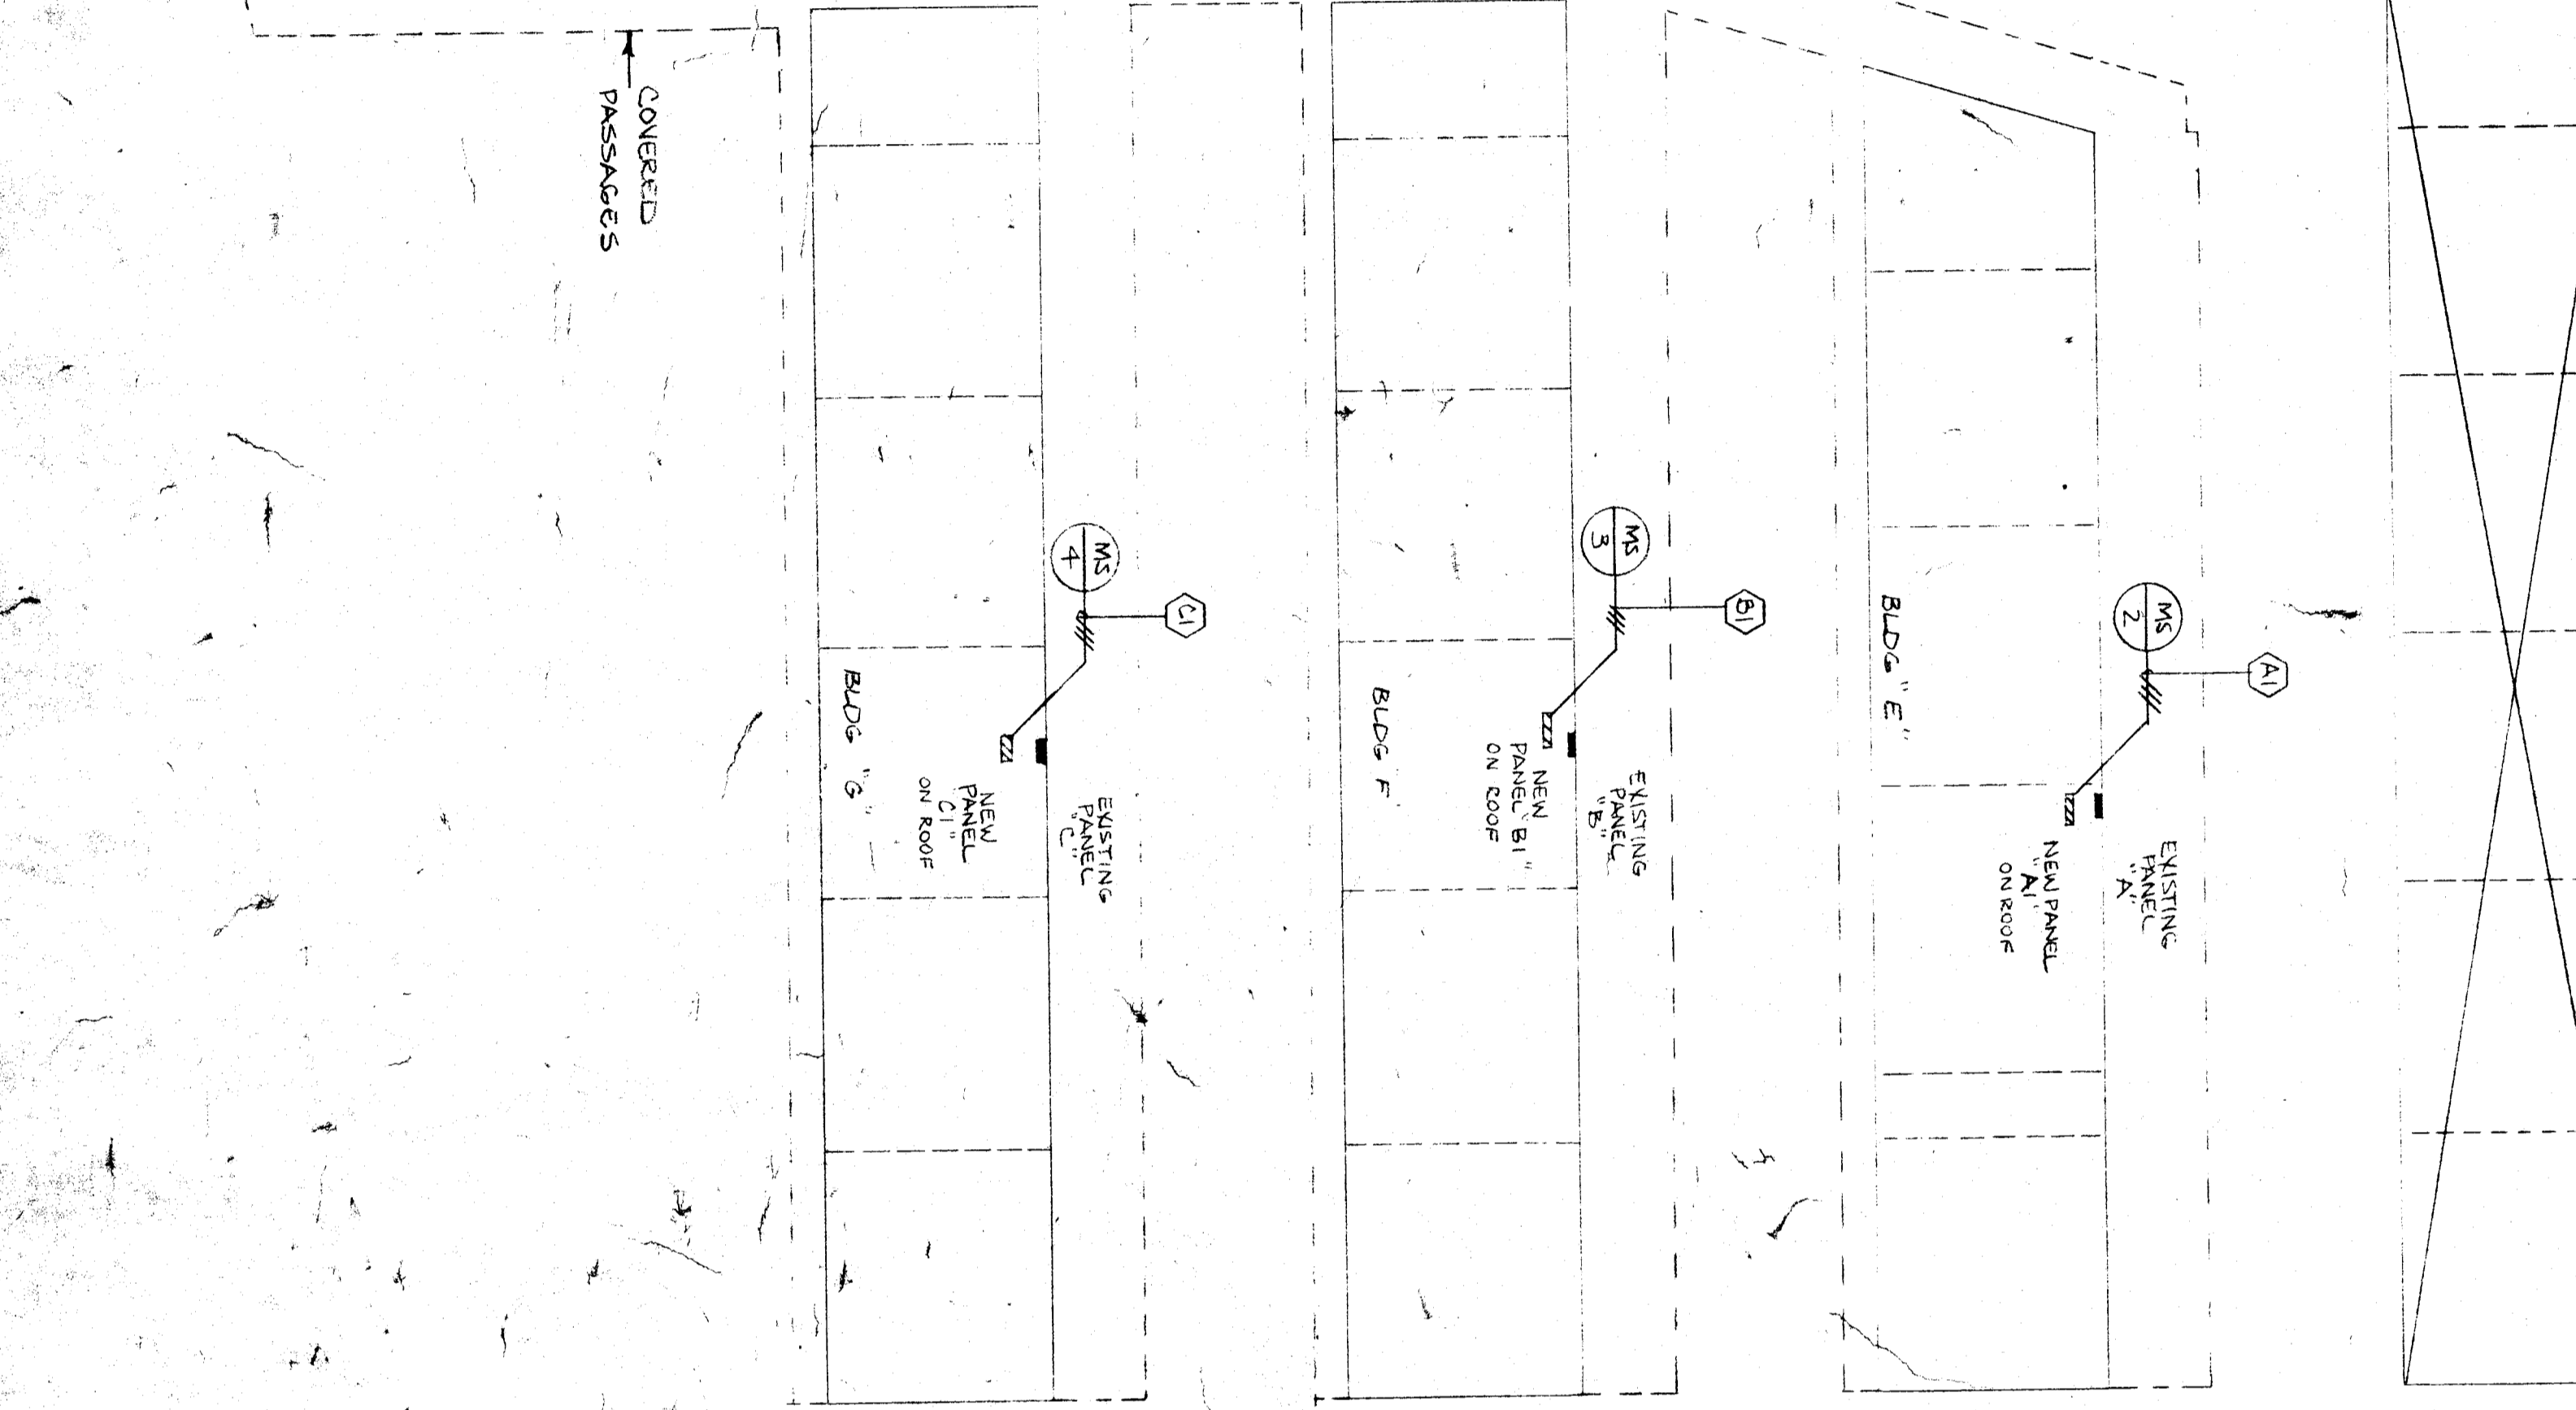 COVERED
PASSAGES
MS
4
C1
BLDG "G"
NEW
PANEL
"C1"
ON ROOF
EXISTING
PANEL
"C"
MS
3
B1
BLDG F
NEW
PANEL "B1"
ON ROOF
EXISTING
PANEL
"B"
MS
2
A1
BLDG "E"
NEW PANEL
"A1"
ON ROOF
EXISTING
PANEL
"A"